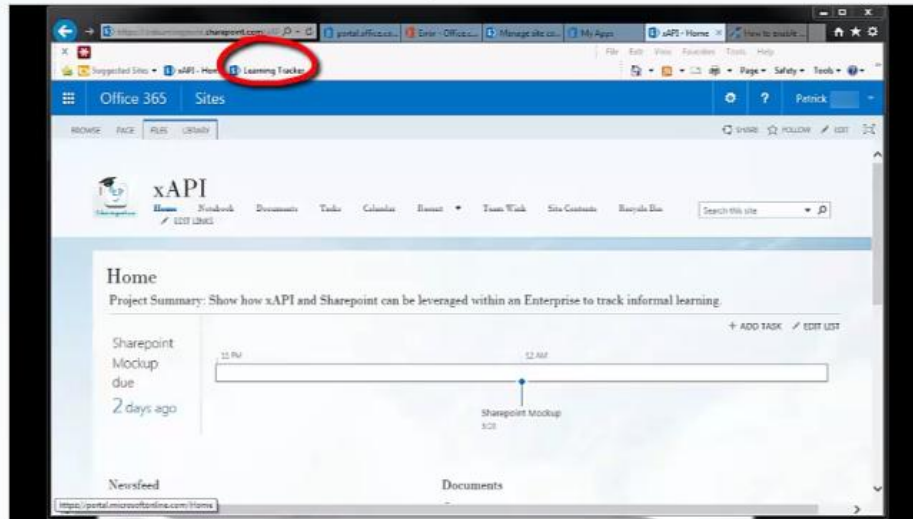 sharepoint.com
portal.office.co... Error - Office... Manage site co... My Apps xAPI - Home How to enable
File Edit View Favorites Tools Help
Suggested Sites xAPI - Hom Learning Tracker
Page Safety Tools
Office 365 Sites ? Patrick
BROWSE PAGE FILES LIBRARY SHARE FOLLOW EDIT
xAPI
Home Notebook Documents Tasks Calendar Recent Site Contents Recycle Bin
EDIT LINKS
Search this site
Home
Project Summary: Show how xAPI and Sharepoint can be leveraged within an Enterprise to track informal learning.
+ ADD TASK EDIT LIST
Sharepoint
Mockup
due
2 days ago
11 PM 12 AM
Sharepoint Mockup
Newsfeed Documents
https://portal.microsoftonline.com/Home